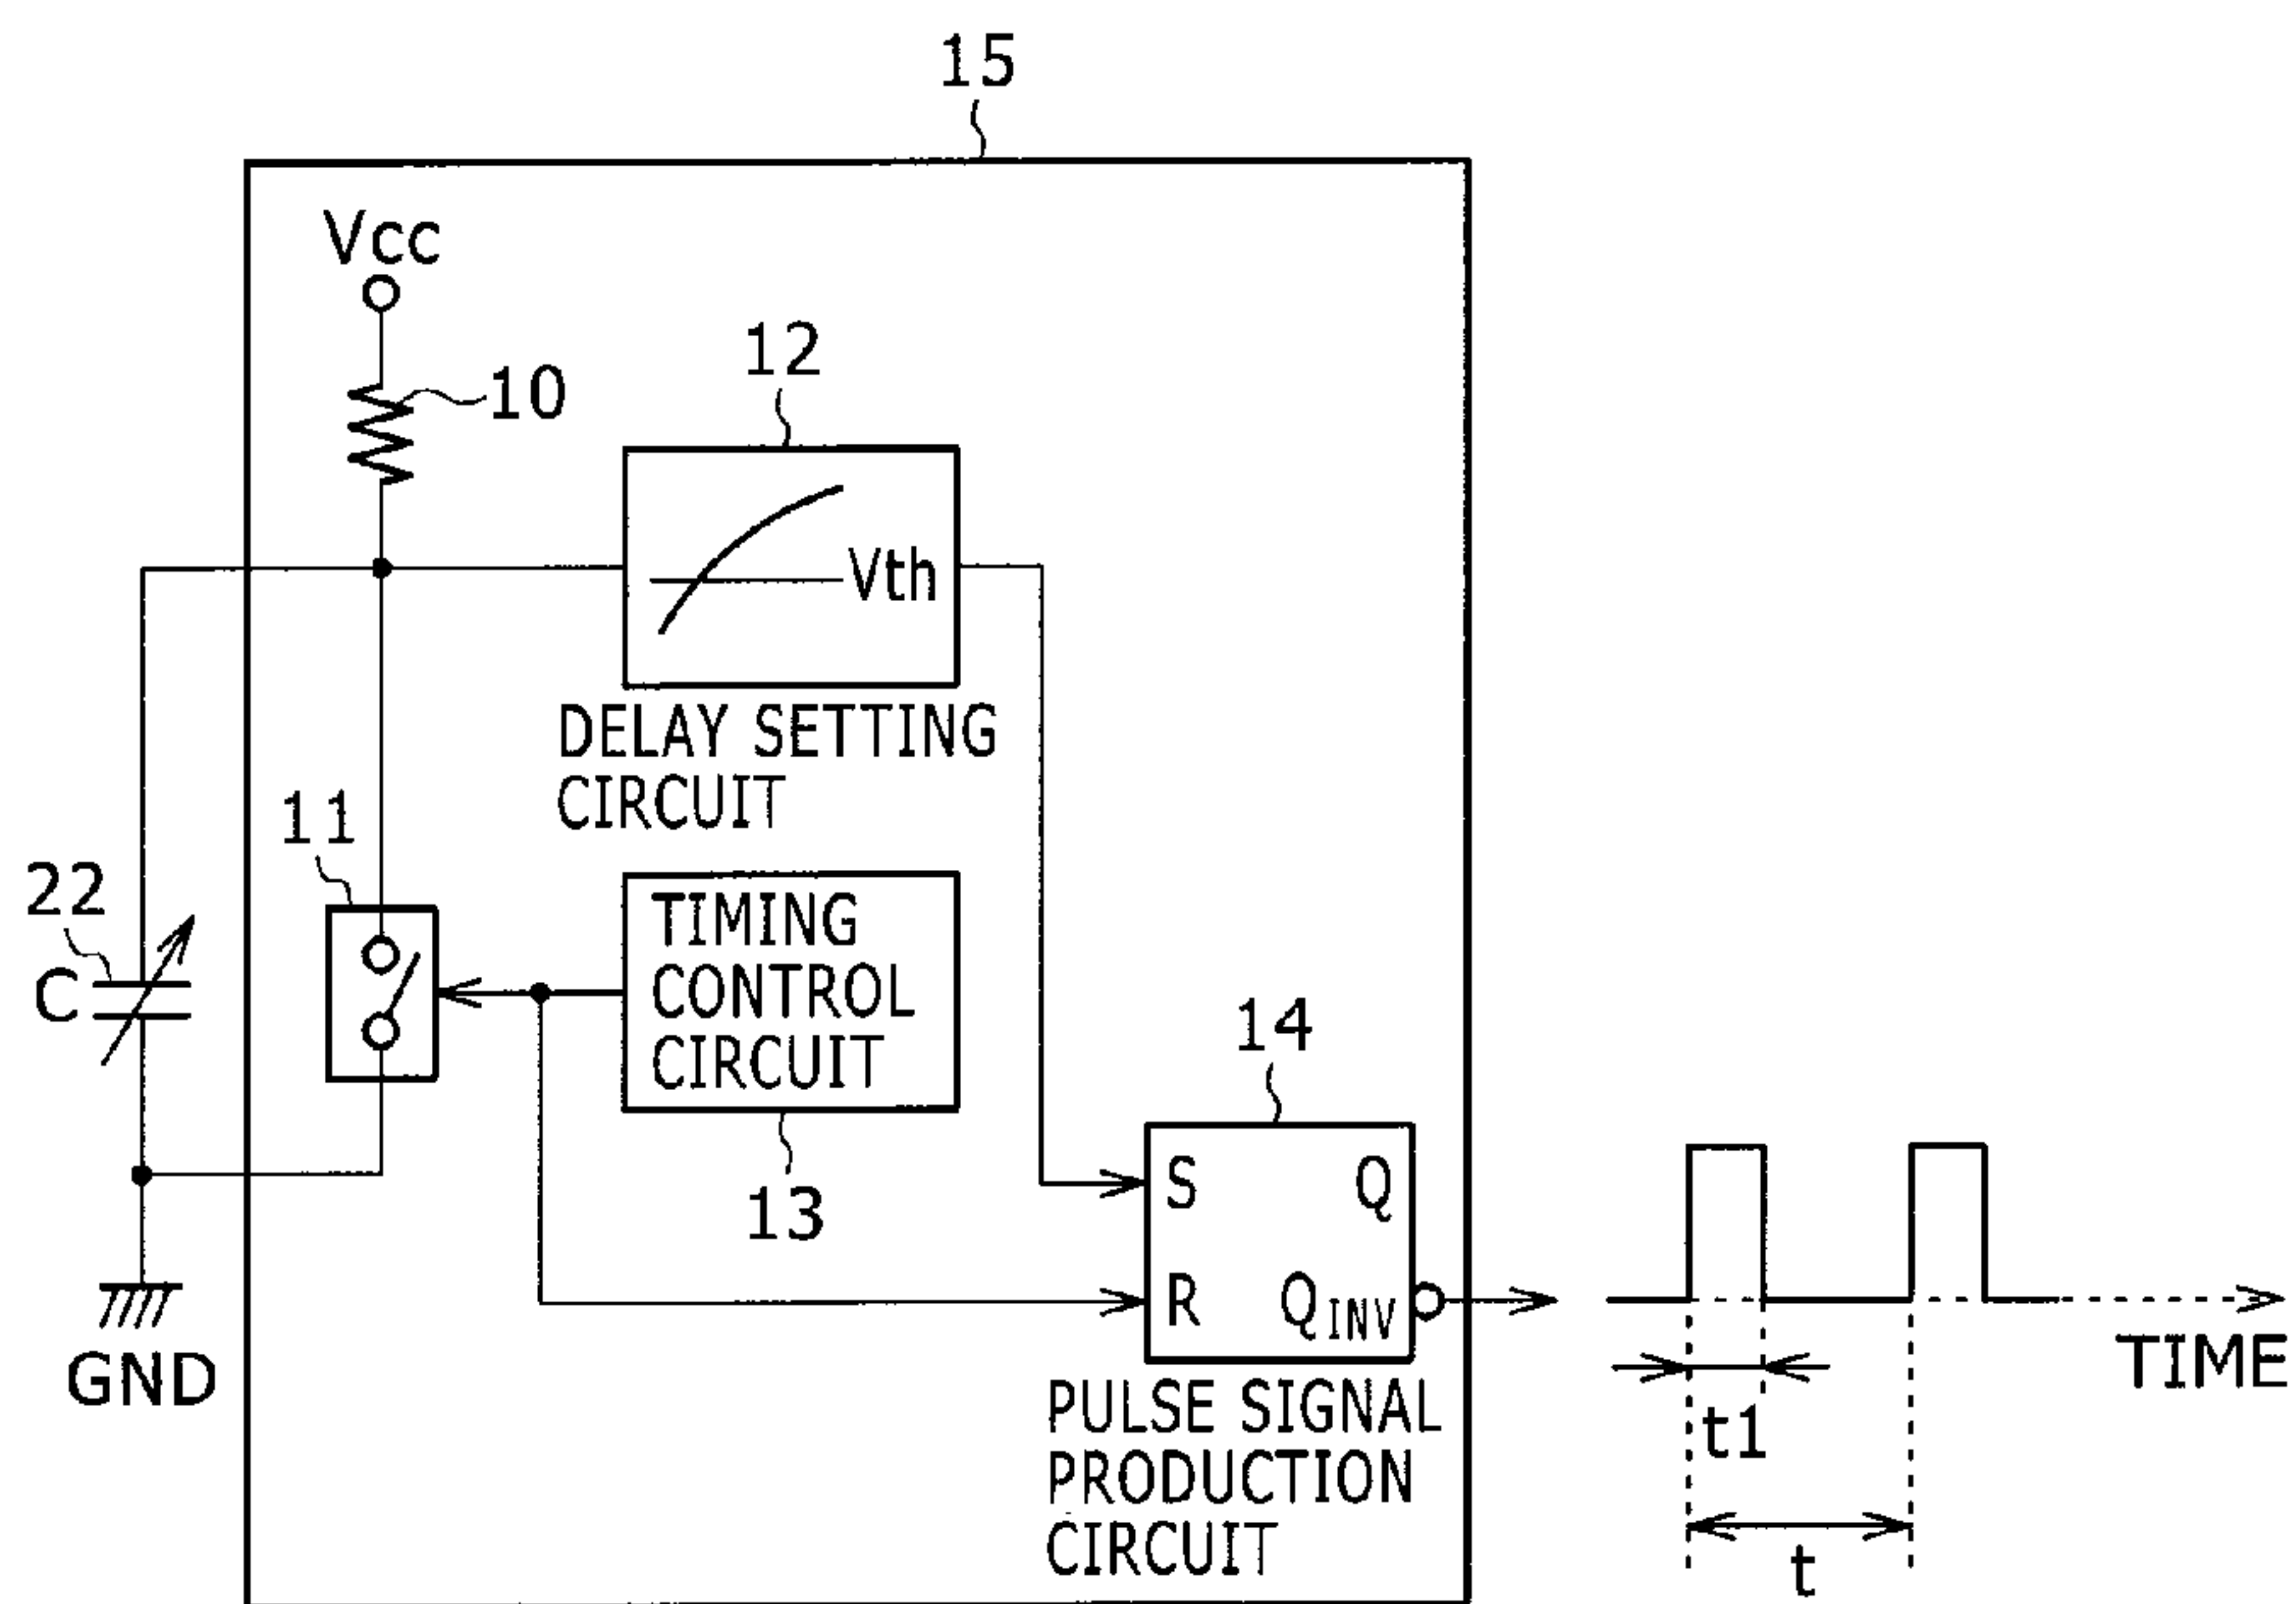 15
Vcc
10
12
Vth
DELAY SETTING
CIRCUIT
11
22
C
TIMING
CONTROL
CIRCUIT
13
14
S
Q
R
QINV
GND
PULSE SIGNAL
PRODUCTION
CIRCUIT
TIME
t1
t